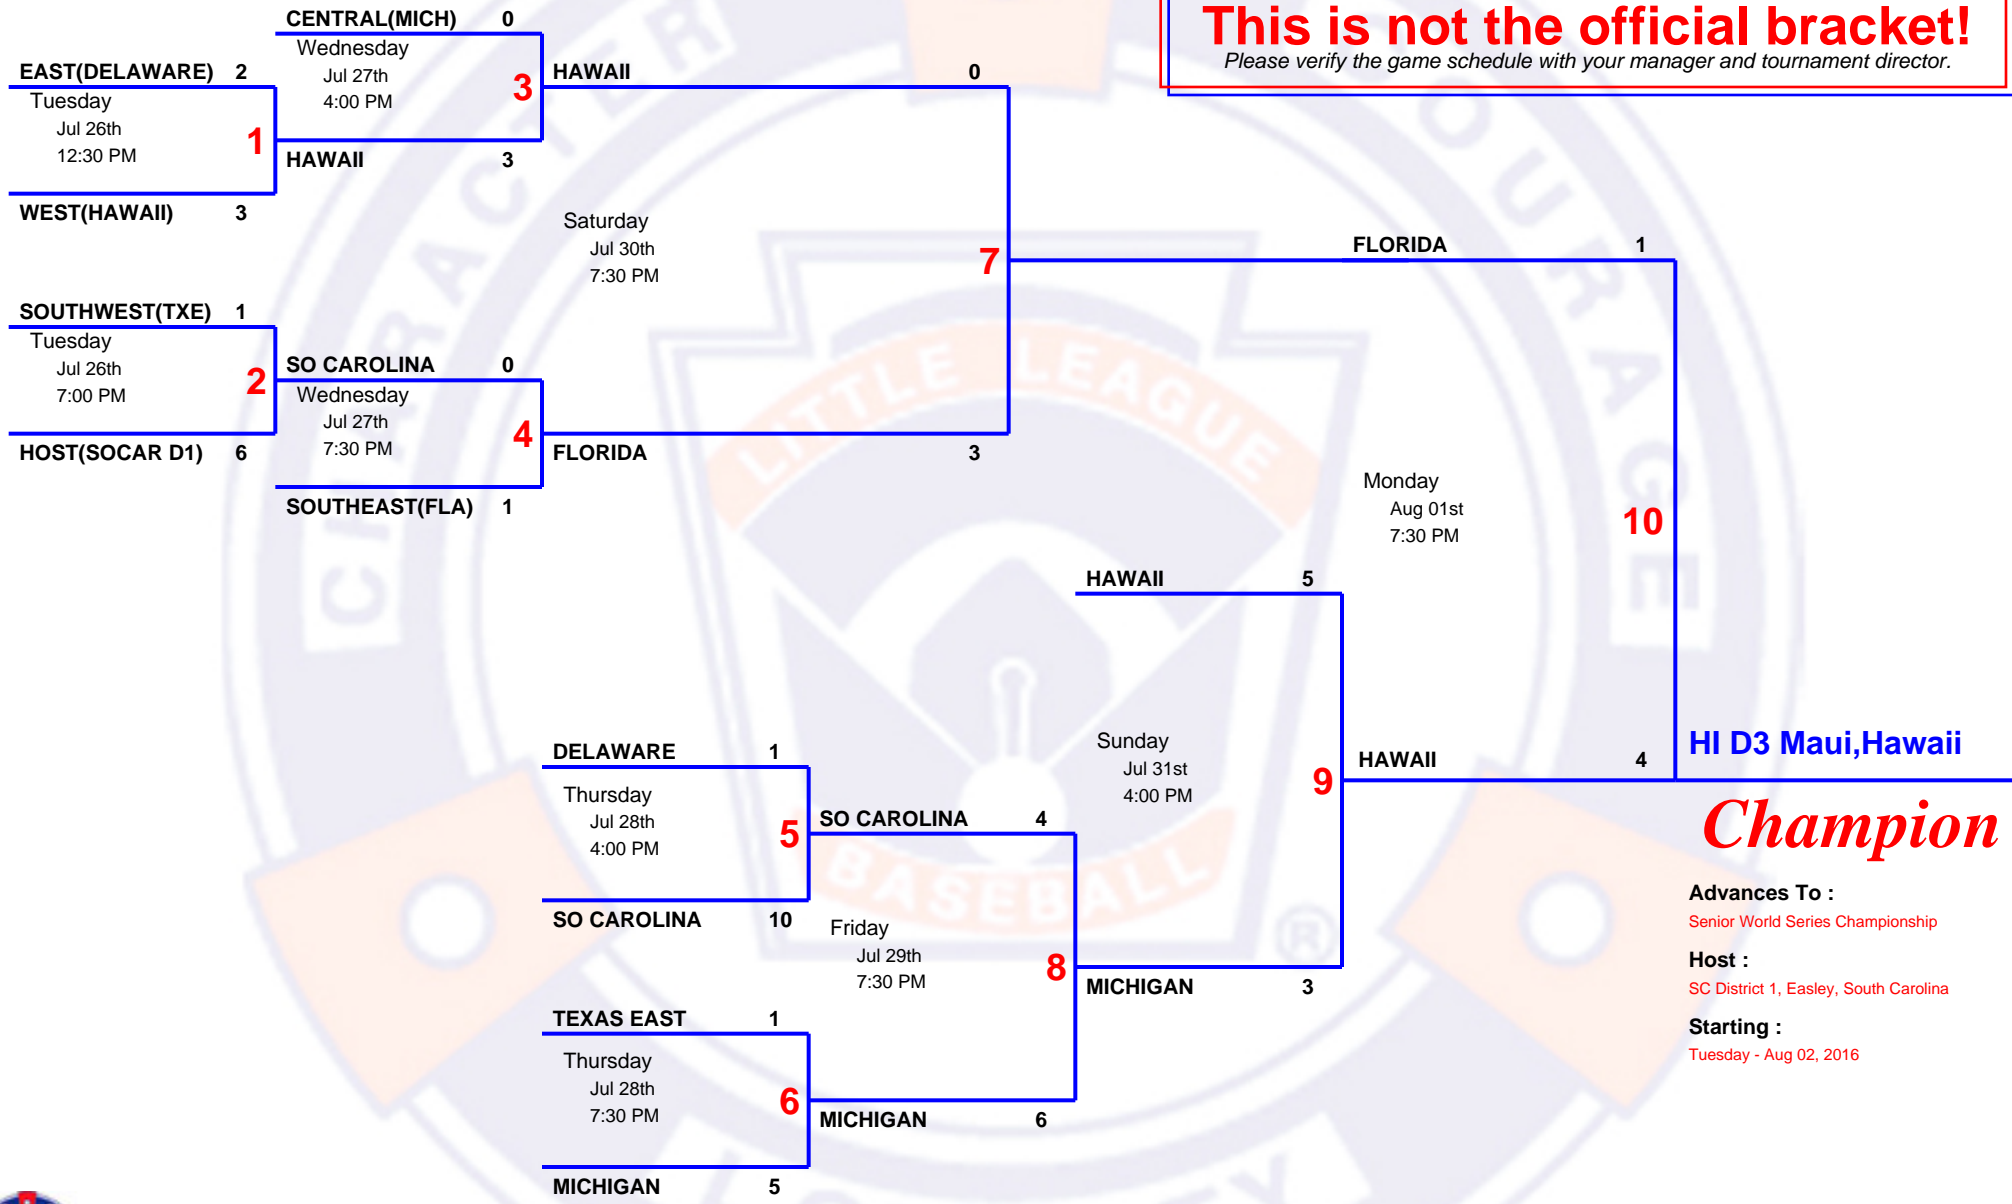 This is not the official bracket!
Please verify the game schedule with your manager and tournament director.
CENTRAL(MICH) 0
Wednesday
Jul 27th
4:00 PM
3
HAWAII 3
EAST(DELAWARE) 2
Tuesday
Jul 26th
12:30 PM
1
WEST(HAWAII) 3
HAWAII 0
Saturday
Jul 30th
7:30 PM
7
FLORIDA 3
SOUTHWEST(TXE) 1
Tuesday
Jul 26th
7:00 PM
2
HOST(SOCAR D1) 6
SO CAROLINA 0
Wednesday
Jul 27th
7:30 PM
4
SOUTHEAST(FLA) 1
FLORIDA 1
Monday
Aug 01st
7:30 PM
10
HAWAII 4
HAWAII 5
Sunday
Jul 31st
4:00 PM
9
MICHIGAN 3
DELAWARE 1
Thursday
Jul 28th
4:00 PM
5
SO CAROLINA 10
SO CAROLINA 4
Friday
Jul 29th
7:30 PM
8
MICHIGAN 6
TEXAS EAST 1
Thursday
Jul 28th
7:30 PM
6
MICHIGAN 5
HI D3 Maui,Hawaii
Champion
Advances To :
Senior World Series Championship
Host :
SC District 1, Easley, South Carolina
Starting :
Tuesday - Aug 02, 2016
CHARACTER
COURAGE
LITTLE LEAGUE
BASEBALL
®